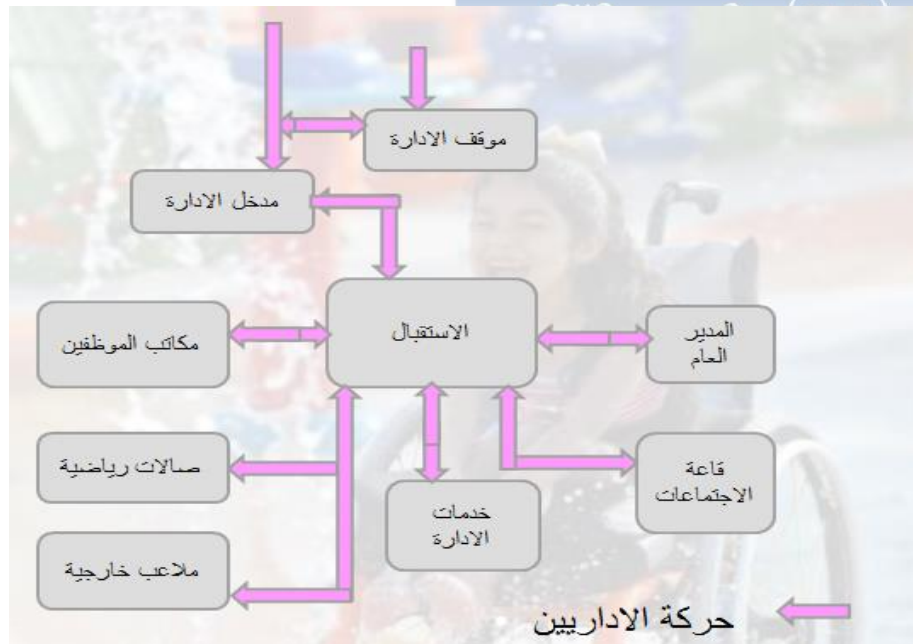 موقف الادارة
مدخل الادارة
الاستقبال
المدير
العام
مكاتب الموظفين
صالات رياضية
قاعة
الاجتماعات
خدمات
الادارة
ملاعب خارجية
حركة الاداريين